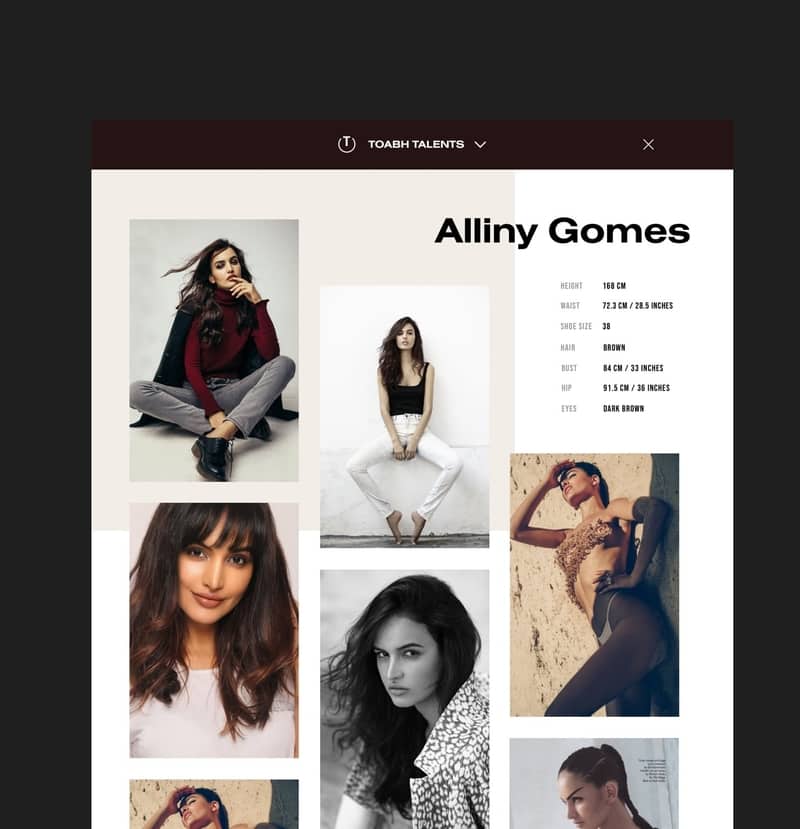 TOABH TALENTS
Alliny Gomes
HEIGHT 168 CM
WAIST 72.3 CM / 28.5 INCHES
SHOE SIZE 38
HAIR BROWN
BUST 84 CM / 33 INCHES
HIP 91.5 CM / 36 INCHES
EYES DARK BROWN